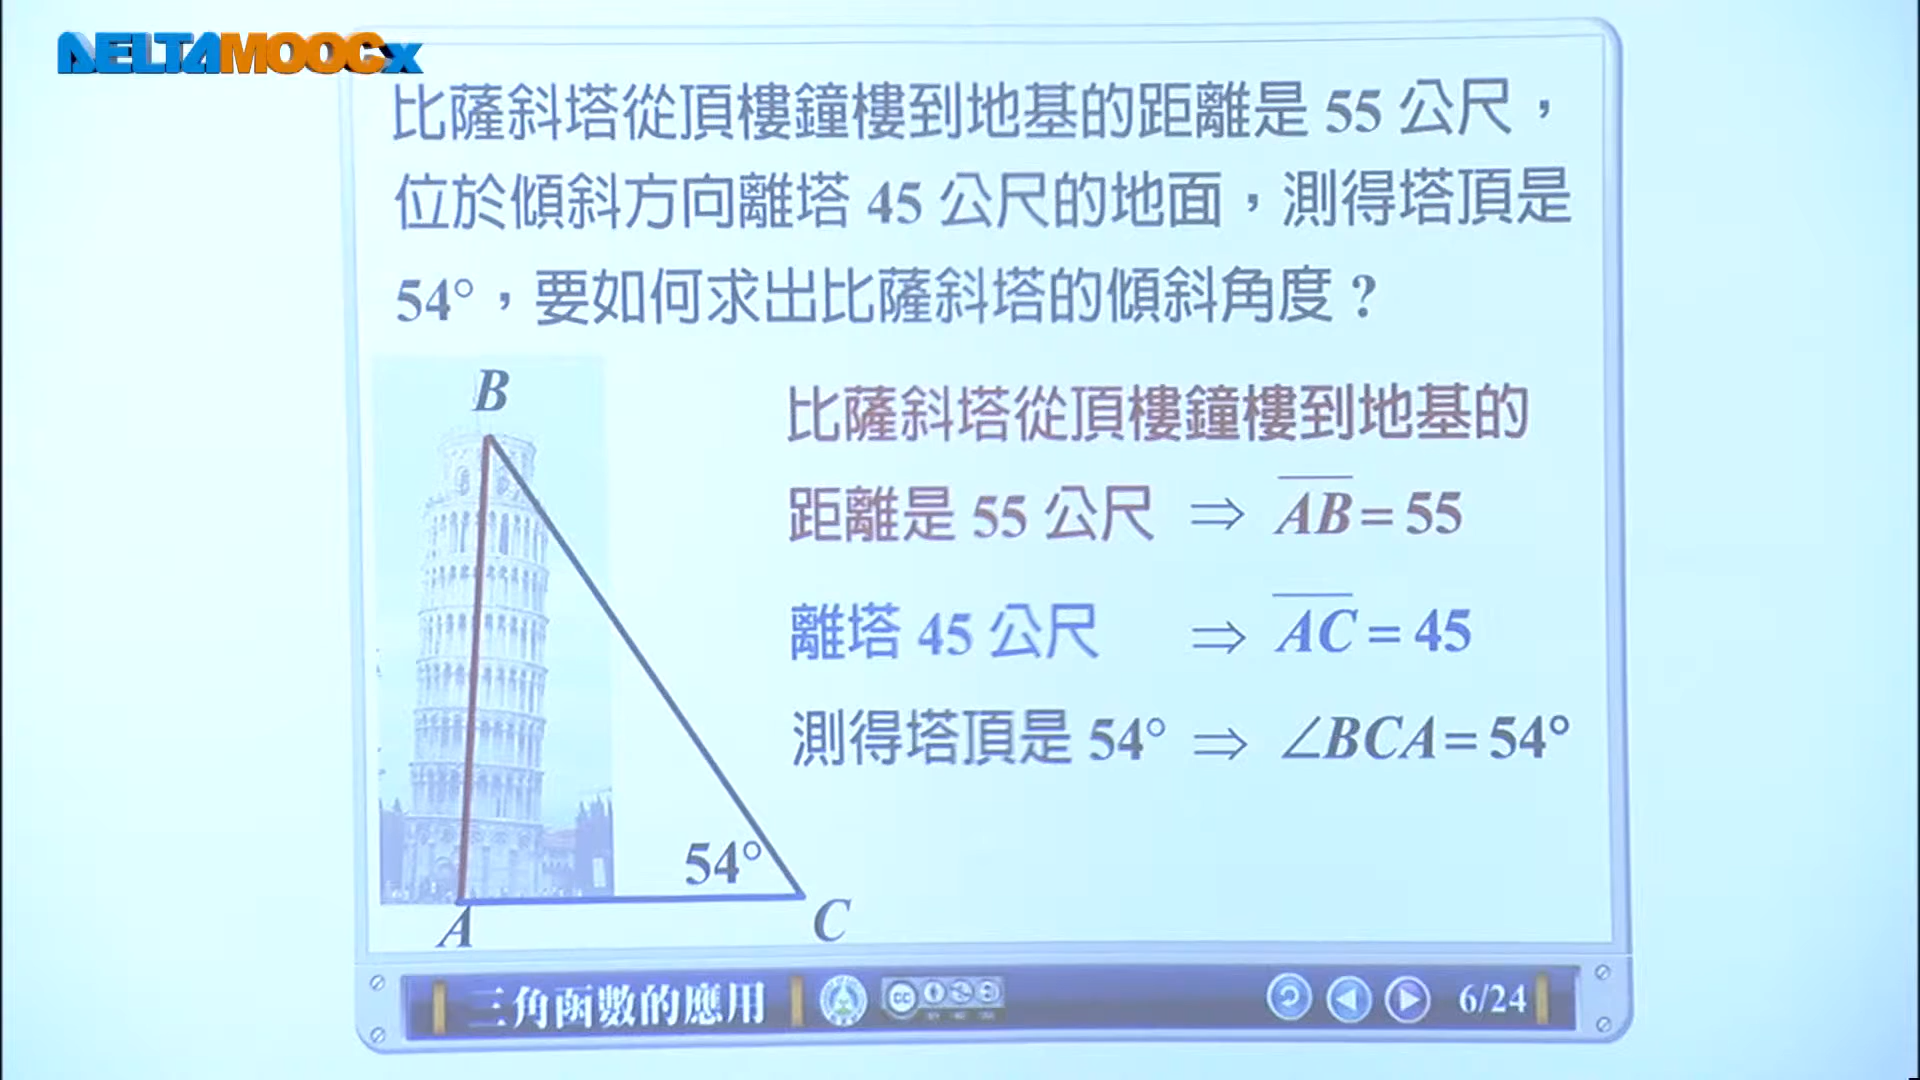 DELTAMOOCx
比薩斜塔從頂樓鐘樓到地基的距離是 55 公尺，
位於傾斜方向離塔 45 公尺的地面，測得塔頂是
54°，要如何求出比薩斜塔的傾斜角度？
B
比薩斜塔從頂樓鐘樓到地基的
距離是 55 公尺 ⇒ \overline{AB} = 55
離塔 45 公尺 ⇒ \overline{AC} = 45
測得塔頂是 54° ⇒ ∠BCA = 54°
54°
A
C
三角函數的應用
cc
6/24